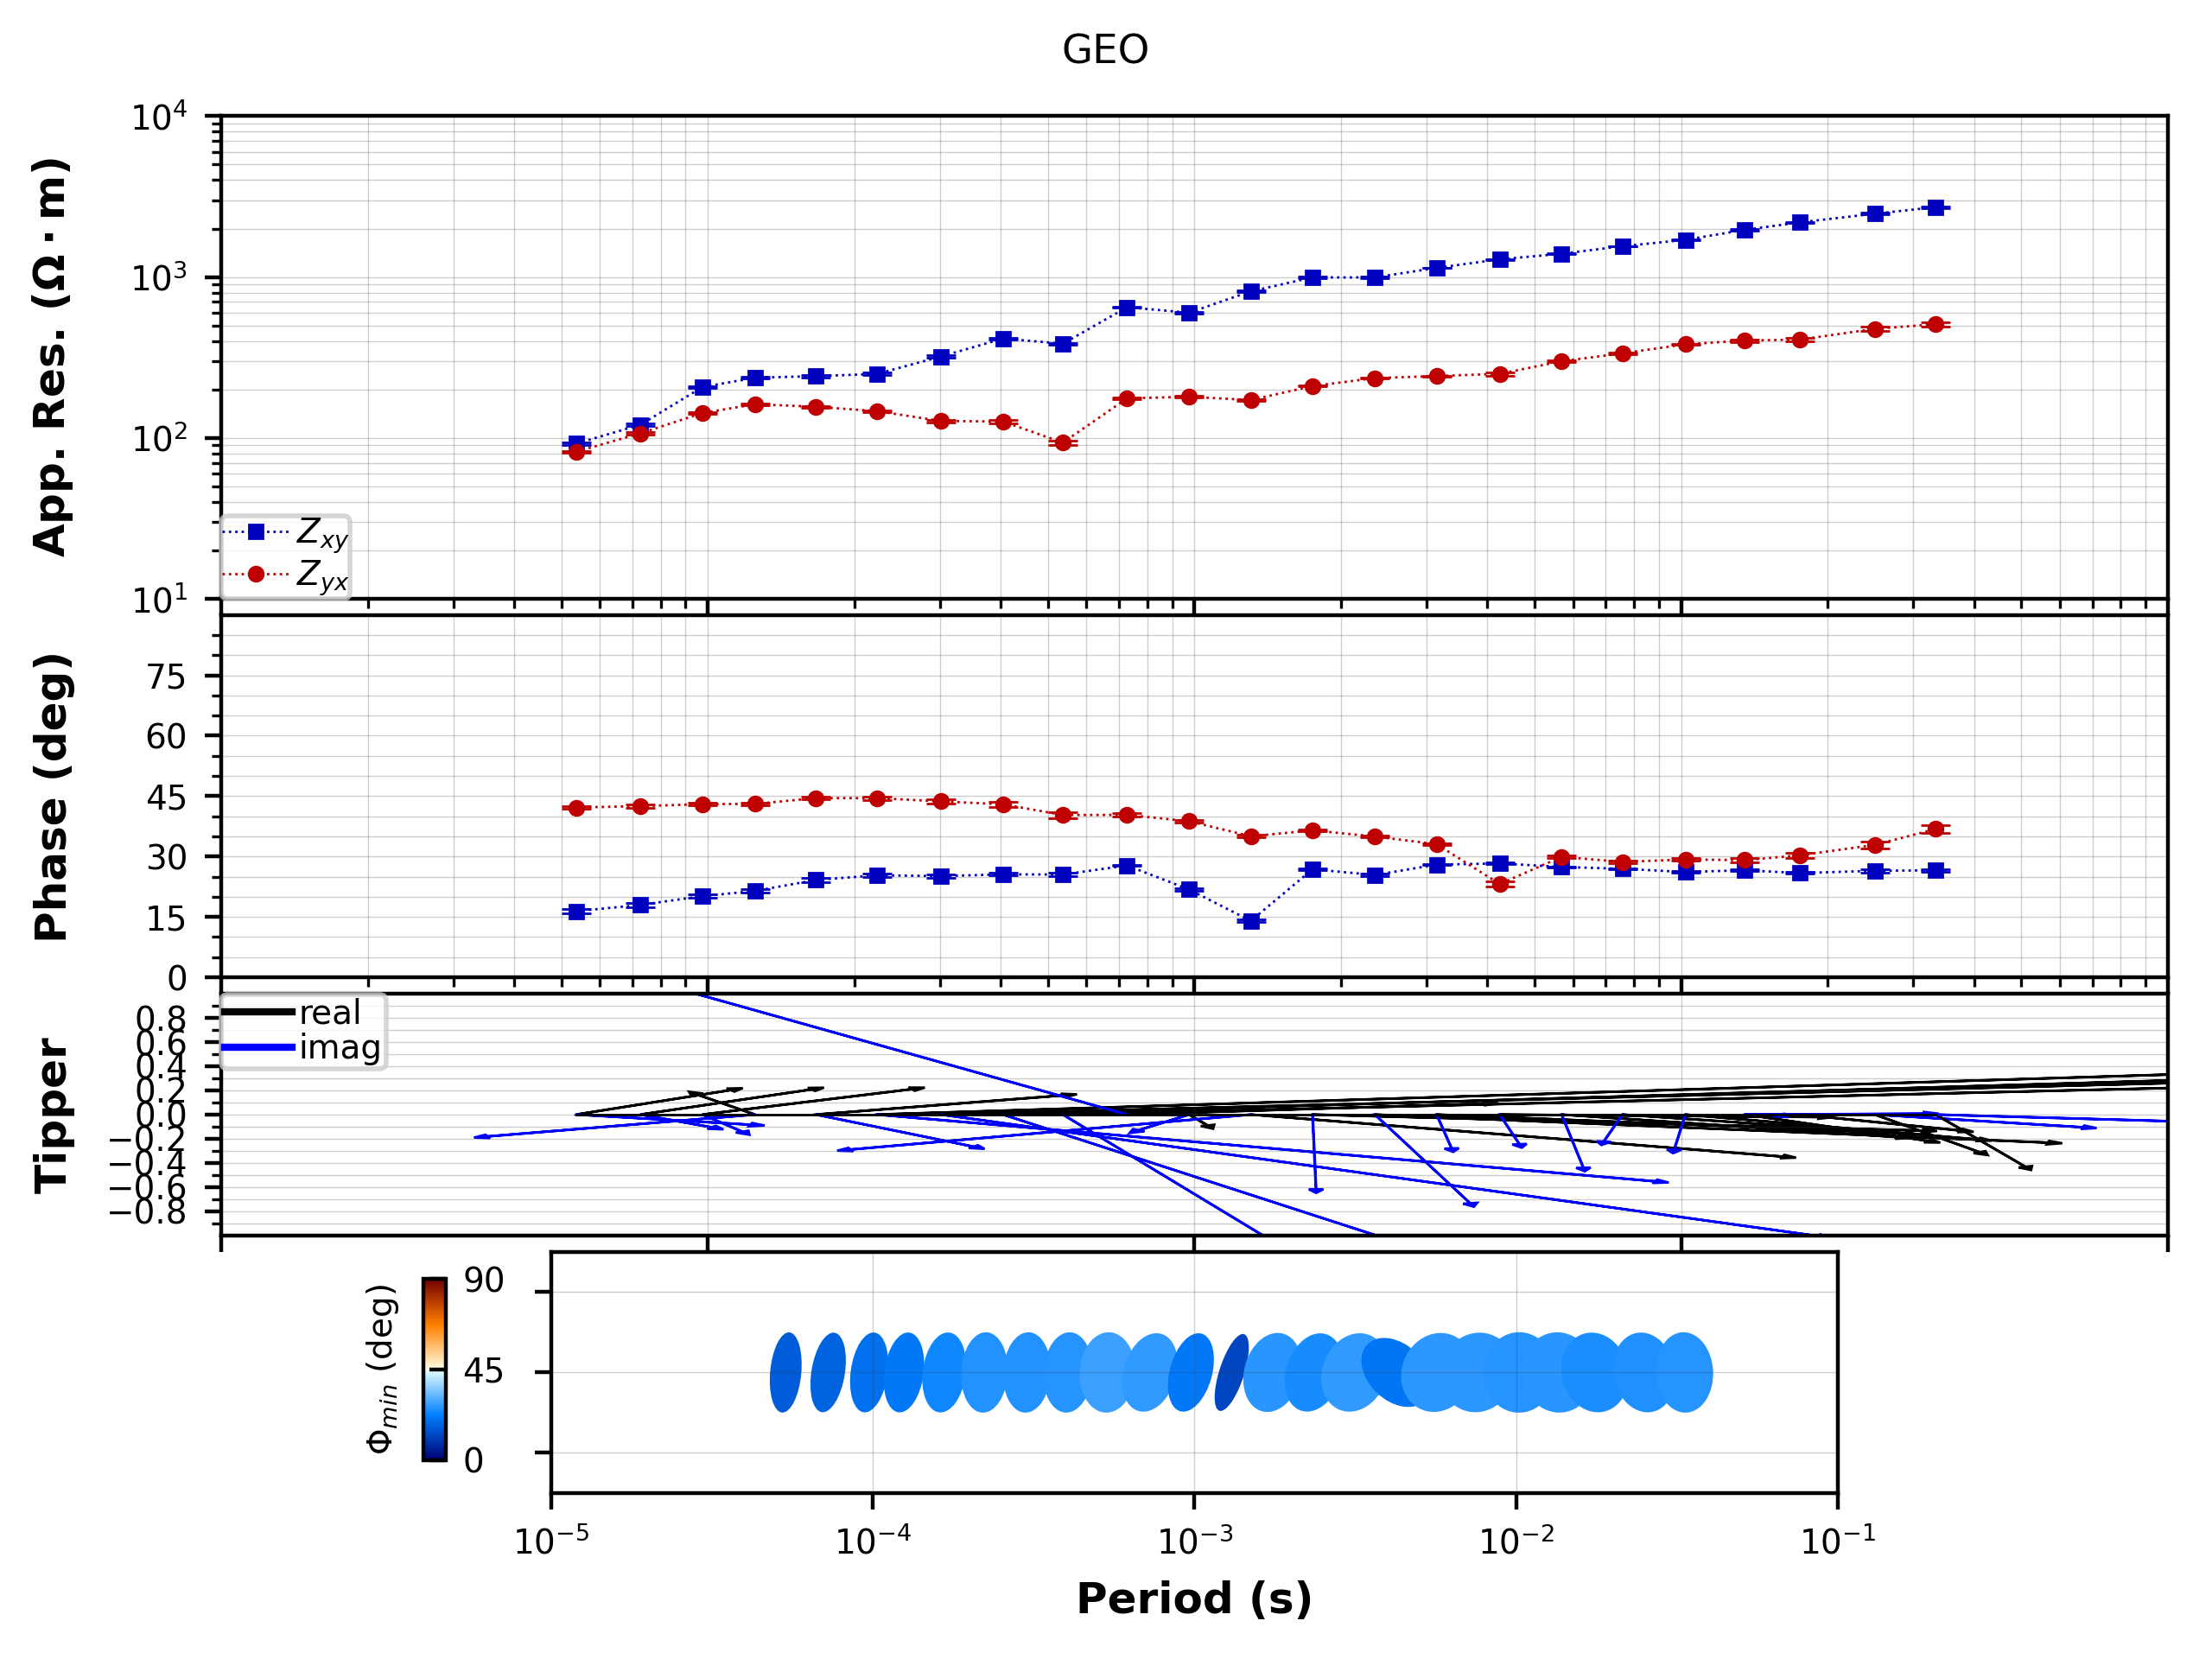 GEO
App. Res. (Ω · m)
10⁴
10³
10²
10¹
Z_xy
Z_yx
Phase (deg)
75
60
45
30
15
0
Tipper
0.8
0.6
0.4
0.2
0.0
−0.2
−0.4
−0.6
−0.8
real
imag
Φ_min (deg)
90
45
0
10⁻⁵ 10⁻⁴ 10⁻³ 10⁻² 10⁻¹
Period (s)